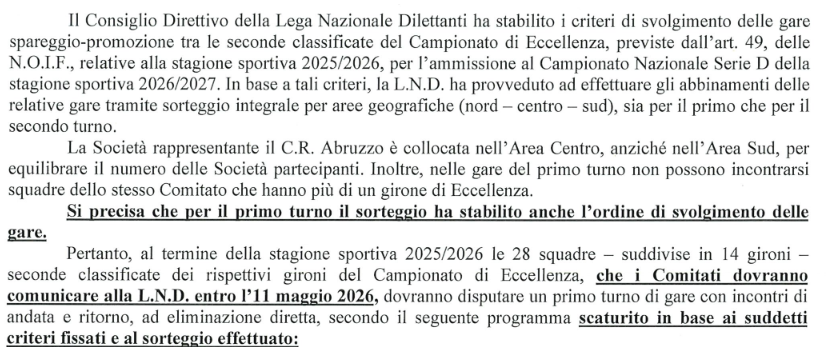 Il Consiglio Direttivo della Lega Nazionale Dilettanti ha stabilito i criteri di svolgimento delle gare
spareggio-promozione tra le seconde classificate del Campionato di Eccellenza, previste dall'art. 49, delle
N.O.I.F., relative alla stagione sportiva 2025/2026, per l'ammissione al Campionato Nazionale Serie D della
stagione sportiva 2026/2027. In base a tali criteri, la L.N.D. ha provveduto ad effettuare gli abbinamenti delle
relative gare tramite sorteggio integrale per aree geografiche (nord – centro – sud), sia per il primo che per il
secondo turno.
La Società rappresentante il C.R. Abruzzo è collocata nell'Area Centro, anziché nell'Area Sud, per
equilibrare il numero delle Società partecipanti. Inoltre, nelle gare del primo turno non possono incontrarsi
squadre dello stesso Comitato che hanno più di un girone di Eccellenza.
Si precisa che per il primo turno il sorteggio ha stabilito anche l'ordine di svolgimento delle
gare.
Pertanto, al termine della stagione sportiva 2025/2026 le 28 squadre – suddivise in 14 gironi –
seconde classificate dei rispettivi gironi del Campionato di Eccellenza, che i Comitati dovranno
comunicare alla L.N.D. entro l'11 maggio 2026, dovranno disputare un primo turno di gare con incontri di
andata e ritorno, ad eliminazione diretta, secondo il seguente programma scaturito in base ai suddetti
criteri fissati e al sorteggio effettuato: